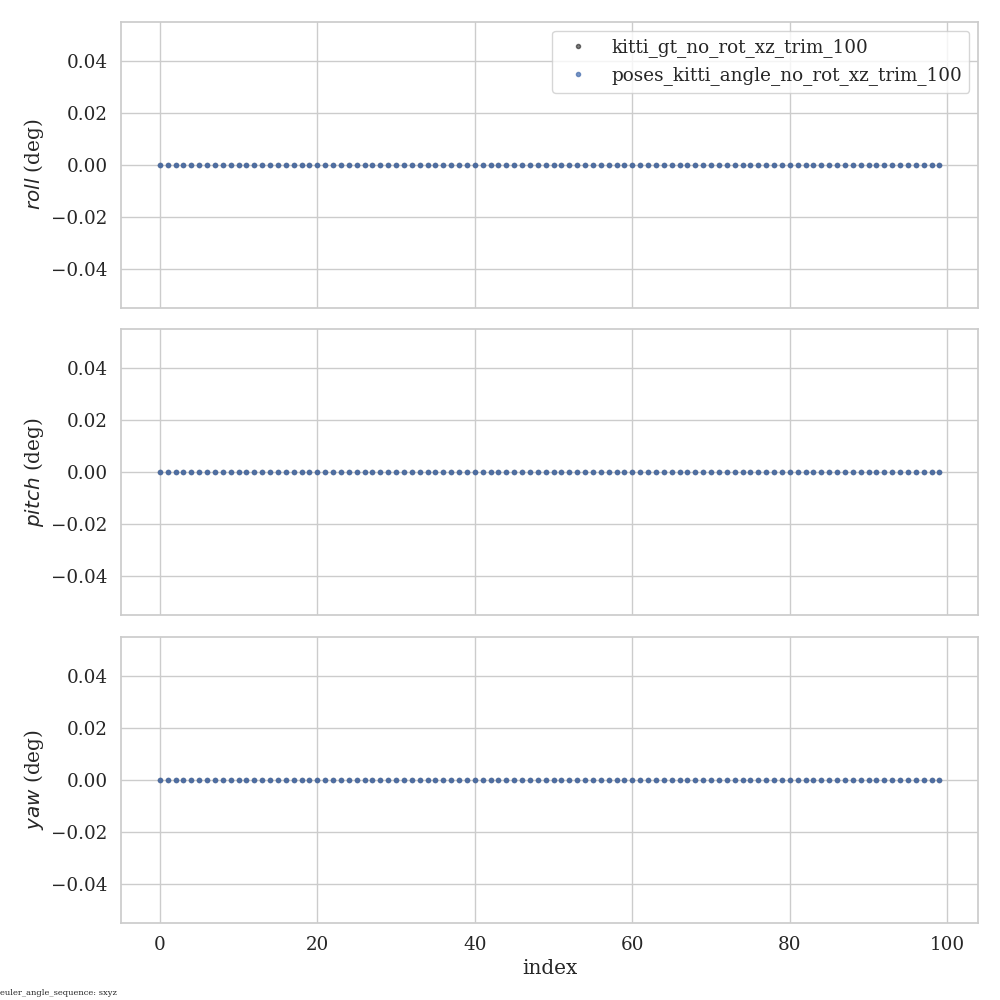 kitti_gt_no_rot_xz_trim_100
poses_kitti_angle_no_rot_xz_trim_100
0.04
0.02
0.00
−0.02
−0.04
roll (deg)
0.04
0.02
0.00
−0.02
−0.04
pitch (deg)
0.04
0.02
0.00
−0.02
−0.04
yaw (deg)
0 20 40 60 80 100
index
euler_angle_sequence: sxyz